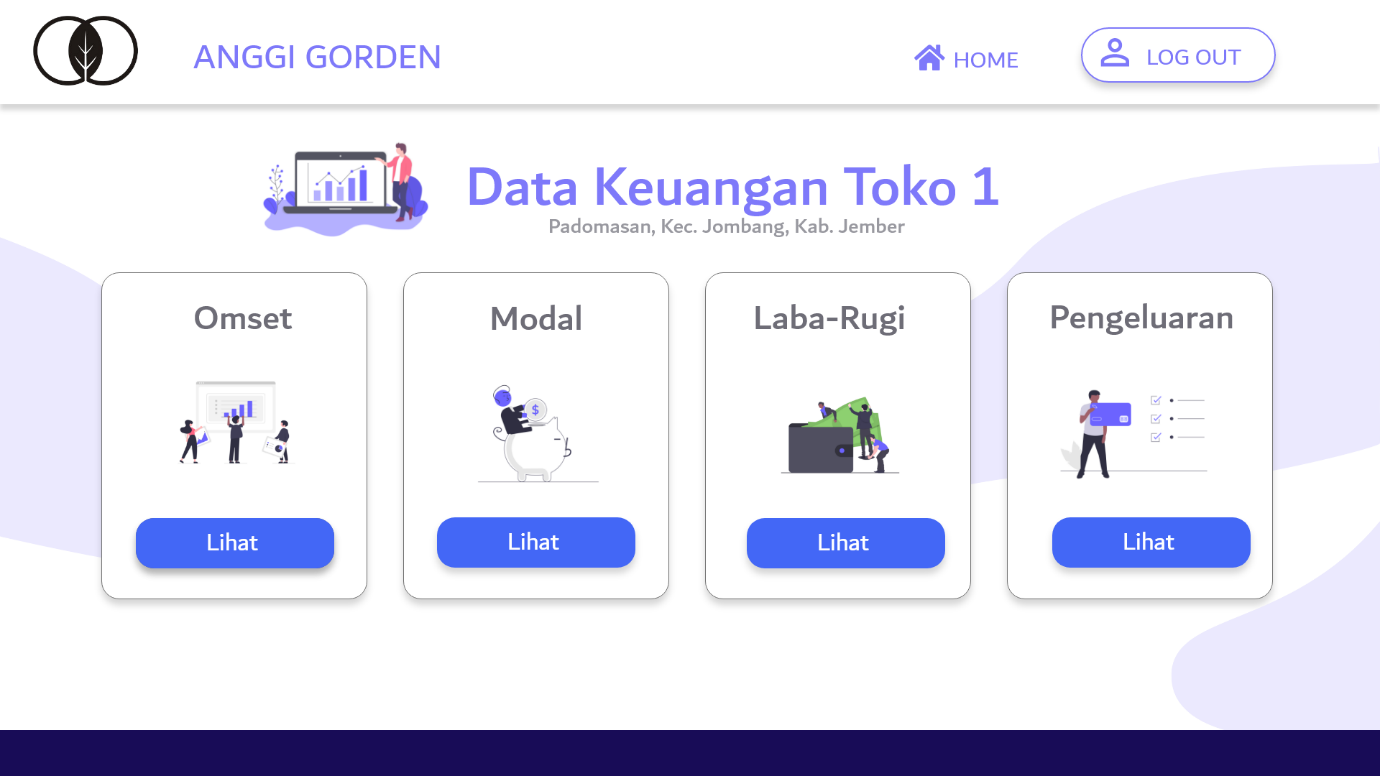 ANGGI GORDEN
HOME
LOG OUT
Data Keuangan Toko 1
Padomasan, Kec. Jombang, Kab. Jember
Omset
Modal
Laba-Rugi
Pengeluaran
$
Lihat
Lihat
Lihat
Lihat